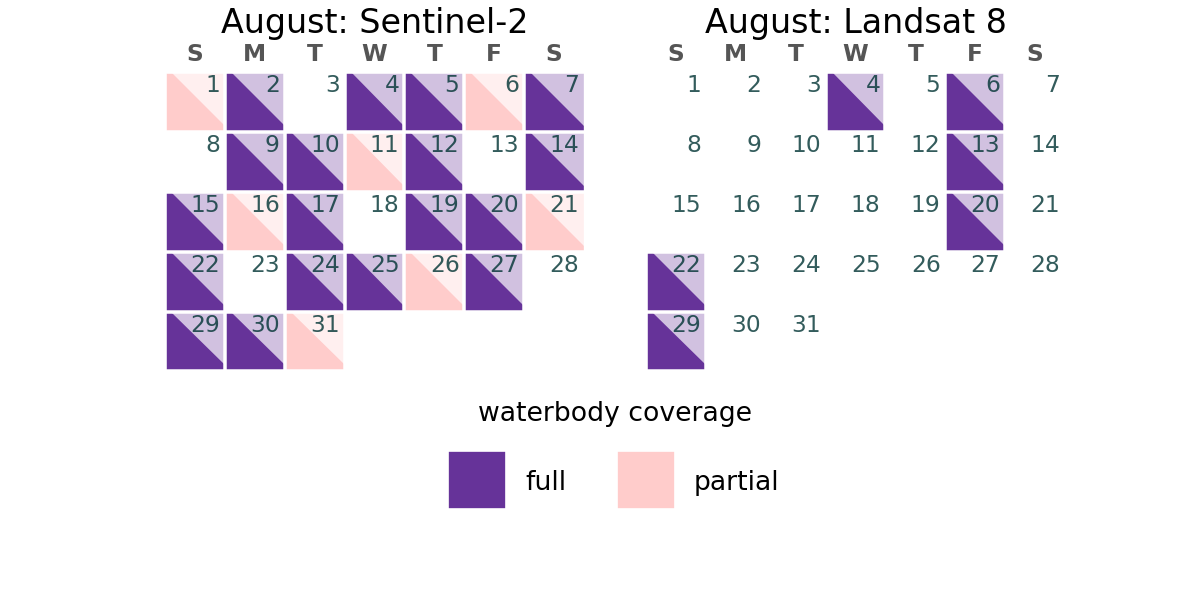 August: Sentinel-2
S M T W T F S
1 2 3 4 5 6 7
8 9 10 11 12 13 14
15 16 17 18 19 20 21
22 23 24 25 26 27 28
29 30 31
August: Landsat 8
S M T W T F S
1 2 3 4 5 6 7
8 9 10 11 12 13 14
15 16 17 18 19 20 21
22 23 24 25 26 27 28
29 30 31
waterbody coverage
full partial